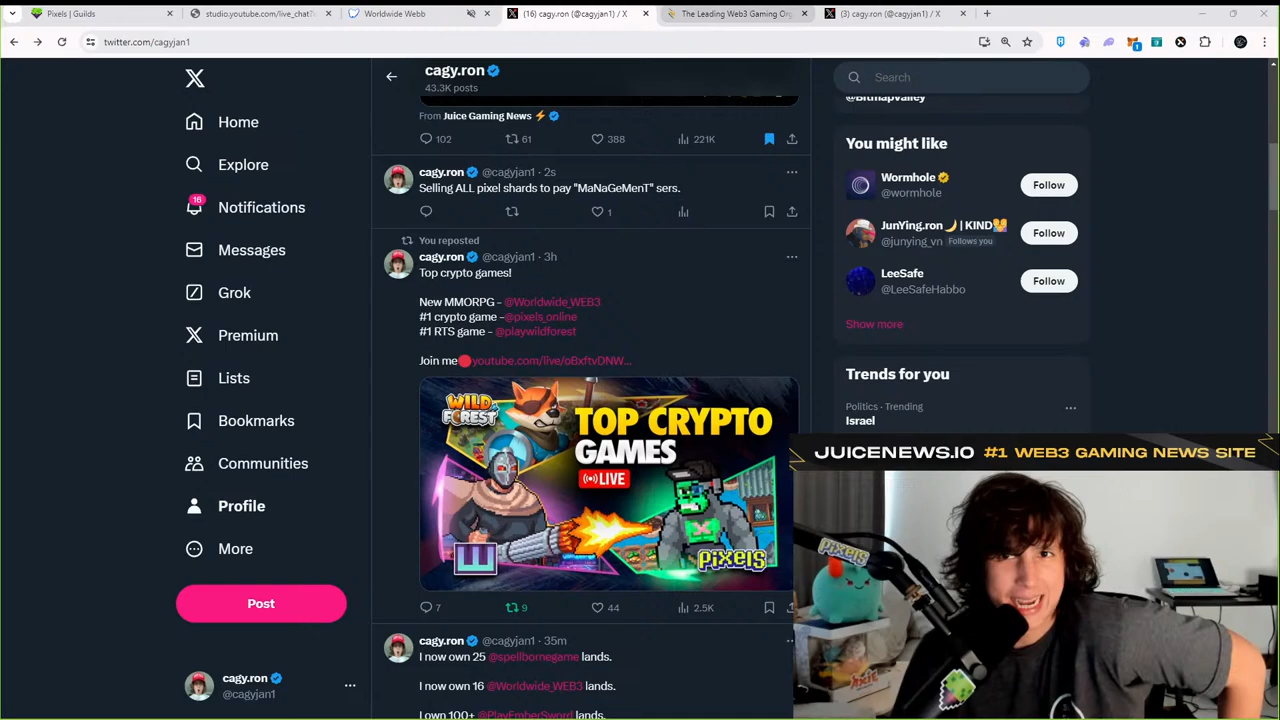 Pixels | Guilds
studio.youtube.com/live_chat?
Worldwide Webb
(16) cagy.ron (@cagyjan1) / X
The Leading Web3 Gaming Org
(3) cagy.ron (@cagyjan1) / X
twitter.com/cagyjan1
Home
Explore
16
Notifications
Messages
Grok
Premium
Lists
Bookmarks
Communities
Profile
More
Post
cagy.ron
@cagyjan1
cagy.ron
43.3K posts
From Juice Gaming News ⚡
102 61 388 221K
cagy.ron @cagyjan1 · 2s
Selling ALL pixel shards to pay "MaNaGeMenT" sers.
1
You reposted
cagy.ron @cagyjan1 · 3h
Top crypto games!
New MMORPG - @Worldwide_WEB3
#1 crypto game -@pixels_online
#1 RTS game - @playwildforest
Join me🔴youtube.com/live/oBxftvDNW...
WILD
FOREST
TOP CRYPTO
GAMES
LIVE
PIXELS
7 9 44 2.5K
cagy.ron @cagyjan1 · 35m
I now own 25 @spellbornegame lands.
I now own 16 @Worldwide_WEB3 lands.
I own 100+ @PlayEmberSword lands.
Search
@BitmapValley
You might like
Wormhole
@wormhole
Follow
JunYing.ron 🌙 | KIND
@junying_vn Follows you
Follow
LeeSafe
@LeeSafeHabbo
Follow
Show more
Trends for you
Politics · Trending
Israel
JUICENEWS.IO #1 WEB3 GAMING NEWS SITE
PIXELS